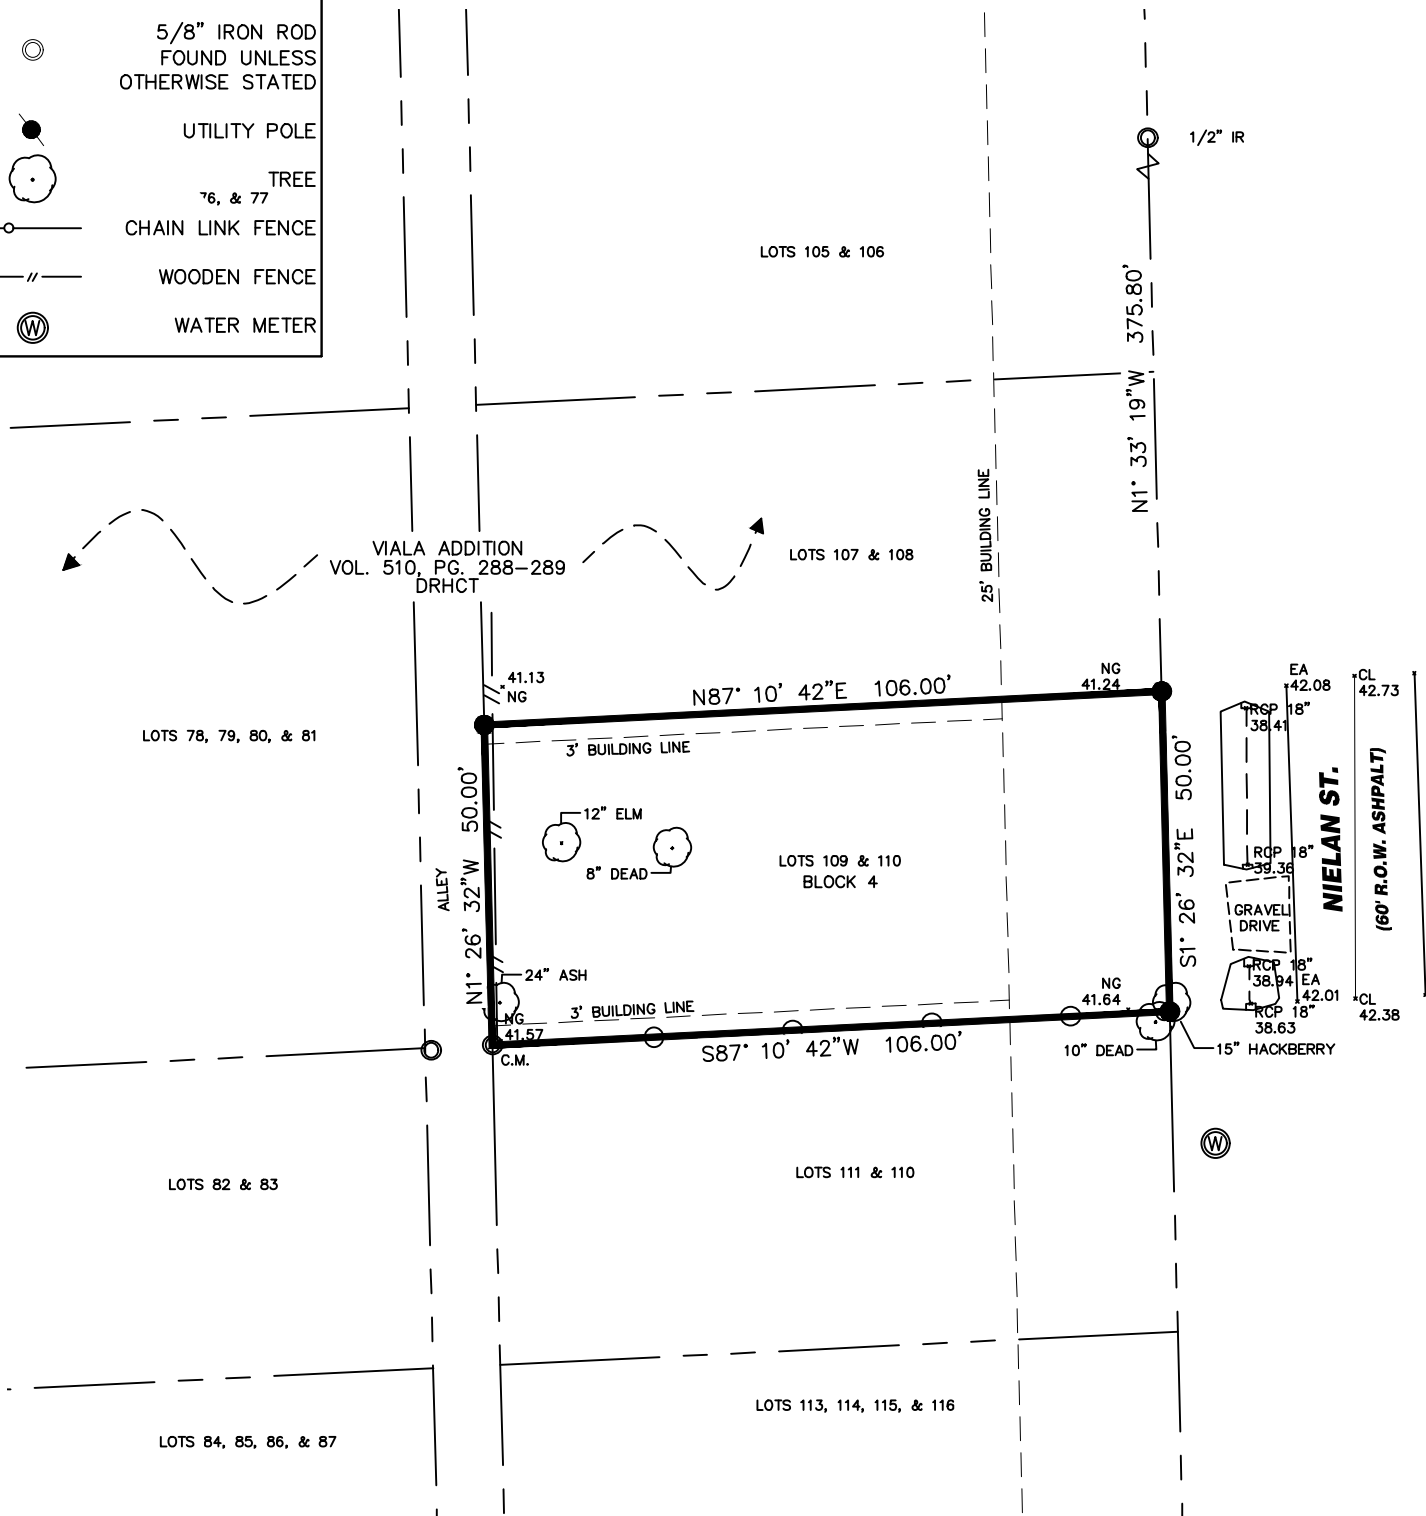 5/8" IRON ROD
FOUND UNLESS
OTHERWISE STATED
UTILITY POLE
TREE
76, & 77
CHAIN LINK FENCE
WOODEN FENCE
W
WATER METER
1/2" IR
LOTS 105 & 106
N1° 33' 19"W 375.80'
25' BUILDING LINE
VIALA ADDITION
VOL. 510, PG. 288-289
DRHCT
LOTS 107 & 108
41.13
NG
N87° 10' 42"E 106.00'
NG
41.24
EA
42.08
CL
42.73
RCP 18"
38.41
LOTS 78, 79, 80, & 81
3' BUILDING LINE
ALLEY
N1° 26' 32"W 50.00'
12" ELM
8" DEAD
LOTS 109 & 110
BLOCK 4
S1° 26' 32"E 50.00'
RCP 18"
39.36
GRAVEL
DRIVE
NIELAN ST.
(60' R.O.W. ASHPALT)
24" ASH
3' BUILDING LINE
NG
41.57
C.M.
NG
41.64
RCP 18"
38.94
EA
42.01
CL
42.38
RCP 18"
38.63
S87° 10' 42"W 106.00'
10" DEAD
15" HACKBERRY
W
LOTS 82 & 83
LOTS 111 & 110
LOTS 113, 114, 115, & 116
LOTS 84, 85, 86, & 87